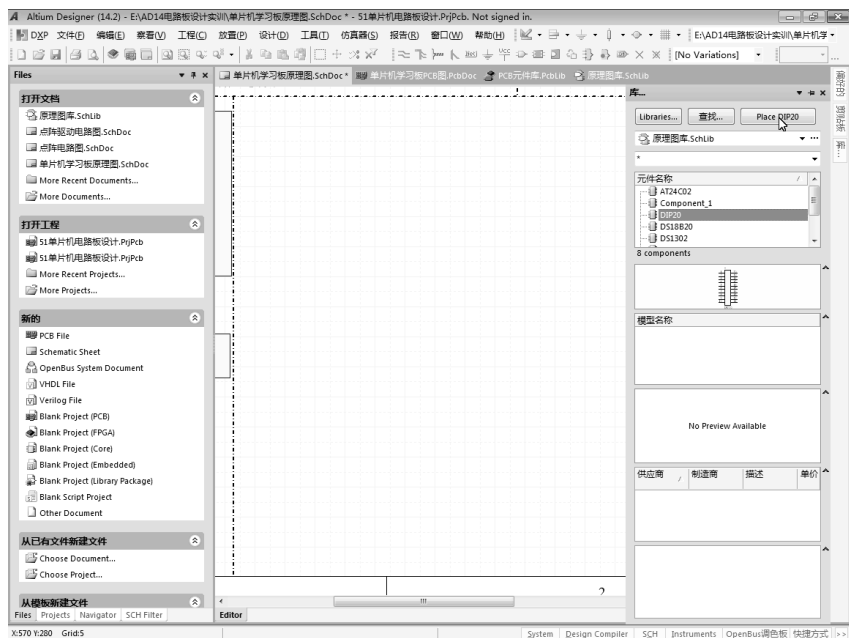 Altium Designer (14.2) - E:\AD14电路板设计实训\单片机学习板原理图.SchDoc * - 51单片机电路板设计.PrjPcb. Not signed in.
DXP 文件(F) 编辑(E) 察看(V) 工程(C) 放置(P) 设计(D) 工具(T) 仿真器(S) 报告(R) 窗口(W) 帮助(H) E:\AD14电路板设计实训\单片机学
[No Variations]
Files
单片机学习板原理图.SchDoc * 单片机学习板PCB图.PcbDoc PCB元件库.PcbLib 原理图库.SchLib
打开文档
原理图库.SchLib
点阵驱动电路图.SchDoc
点阵电路图.SchDoc
单片机学习板原理图.SchDoc
More Recent Documents...
More Documents...
打开工程
51单片机电路板设计.PrjPcb
51单片机电路板设计.PrjPcb
More Recent Projects...
More Projects...
新的
PCB File
Schematic Sheet
OpenBus System Document
VHDL File
Verilog File
Blank Project (PCB)
Blank Project (FPGA)
Blank Project (Core)
Blank Project (Embedded)
Blank Project (Library Package)
Blank Script Project
Other Document
从已有文件新建文件
Choose Document...
Choose Project...
从模板新建文件
Files Projects Navigator SCH Filter
2
Editor
库...
Libraries... 查找... Place DIP20
原理图库.SchLib
*
元件名称
AT24C02
Component_1
DIP20
DS18B20
DS1302
8 components
模型名称
No Preview Available
供应商 制造商 描述 单价
X:570 Y:280 Grid:5
System Design Compiler SCH Instruments OpenBus调色板 快捷方式 >>